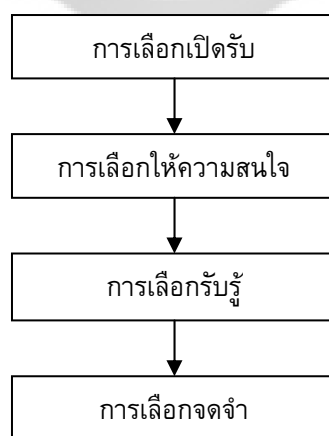 การเลือกเปิดรับ
การเลือกให้ความสนใจ
การเลือกรับรู้
การเลือกจดจำ